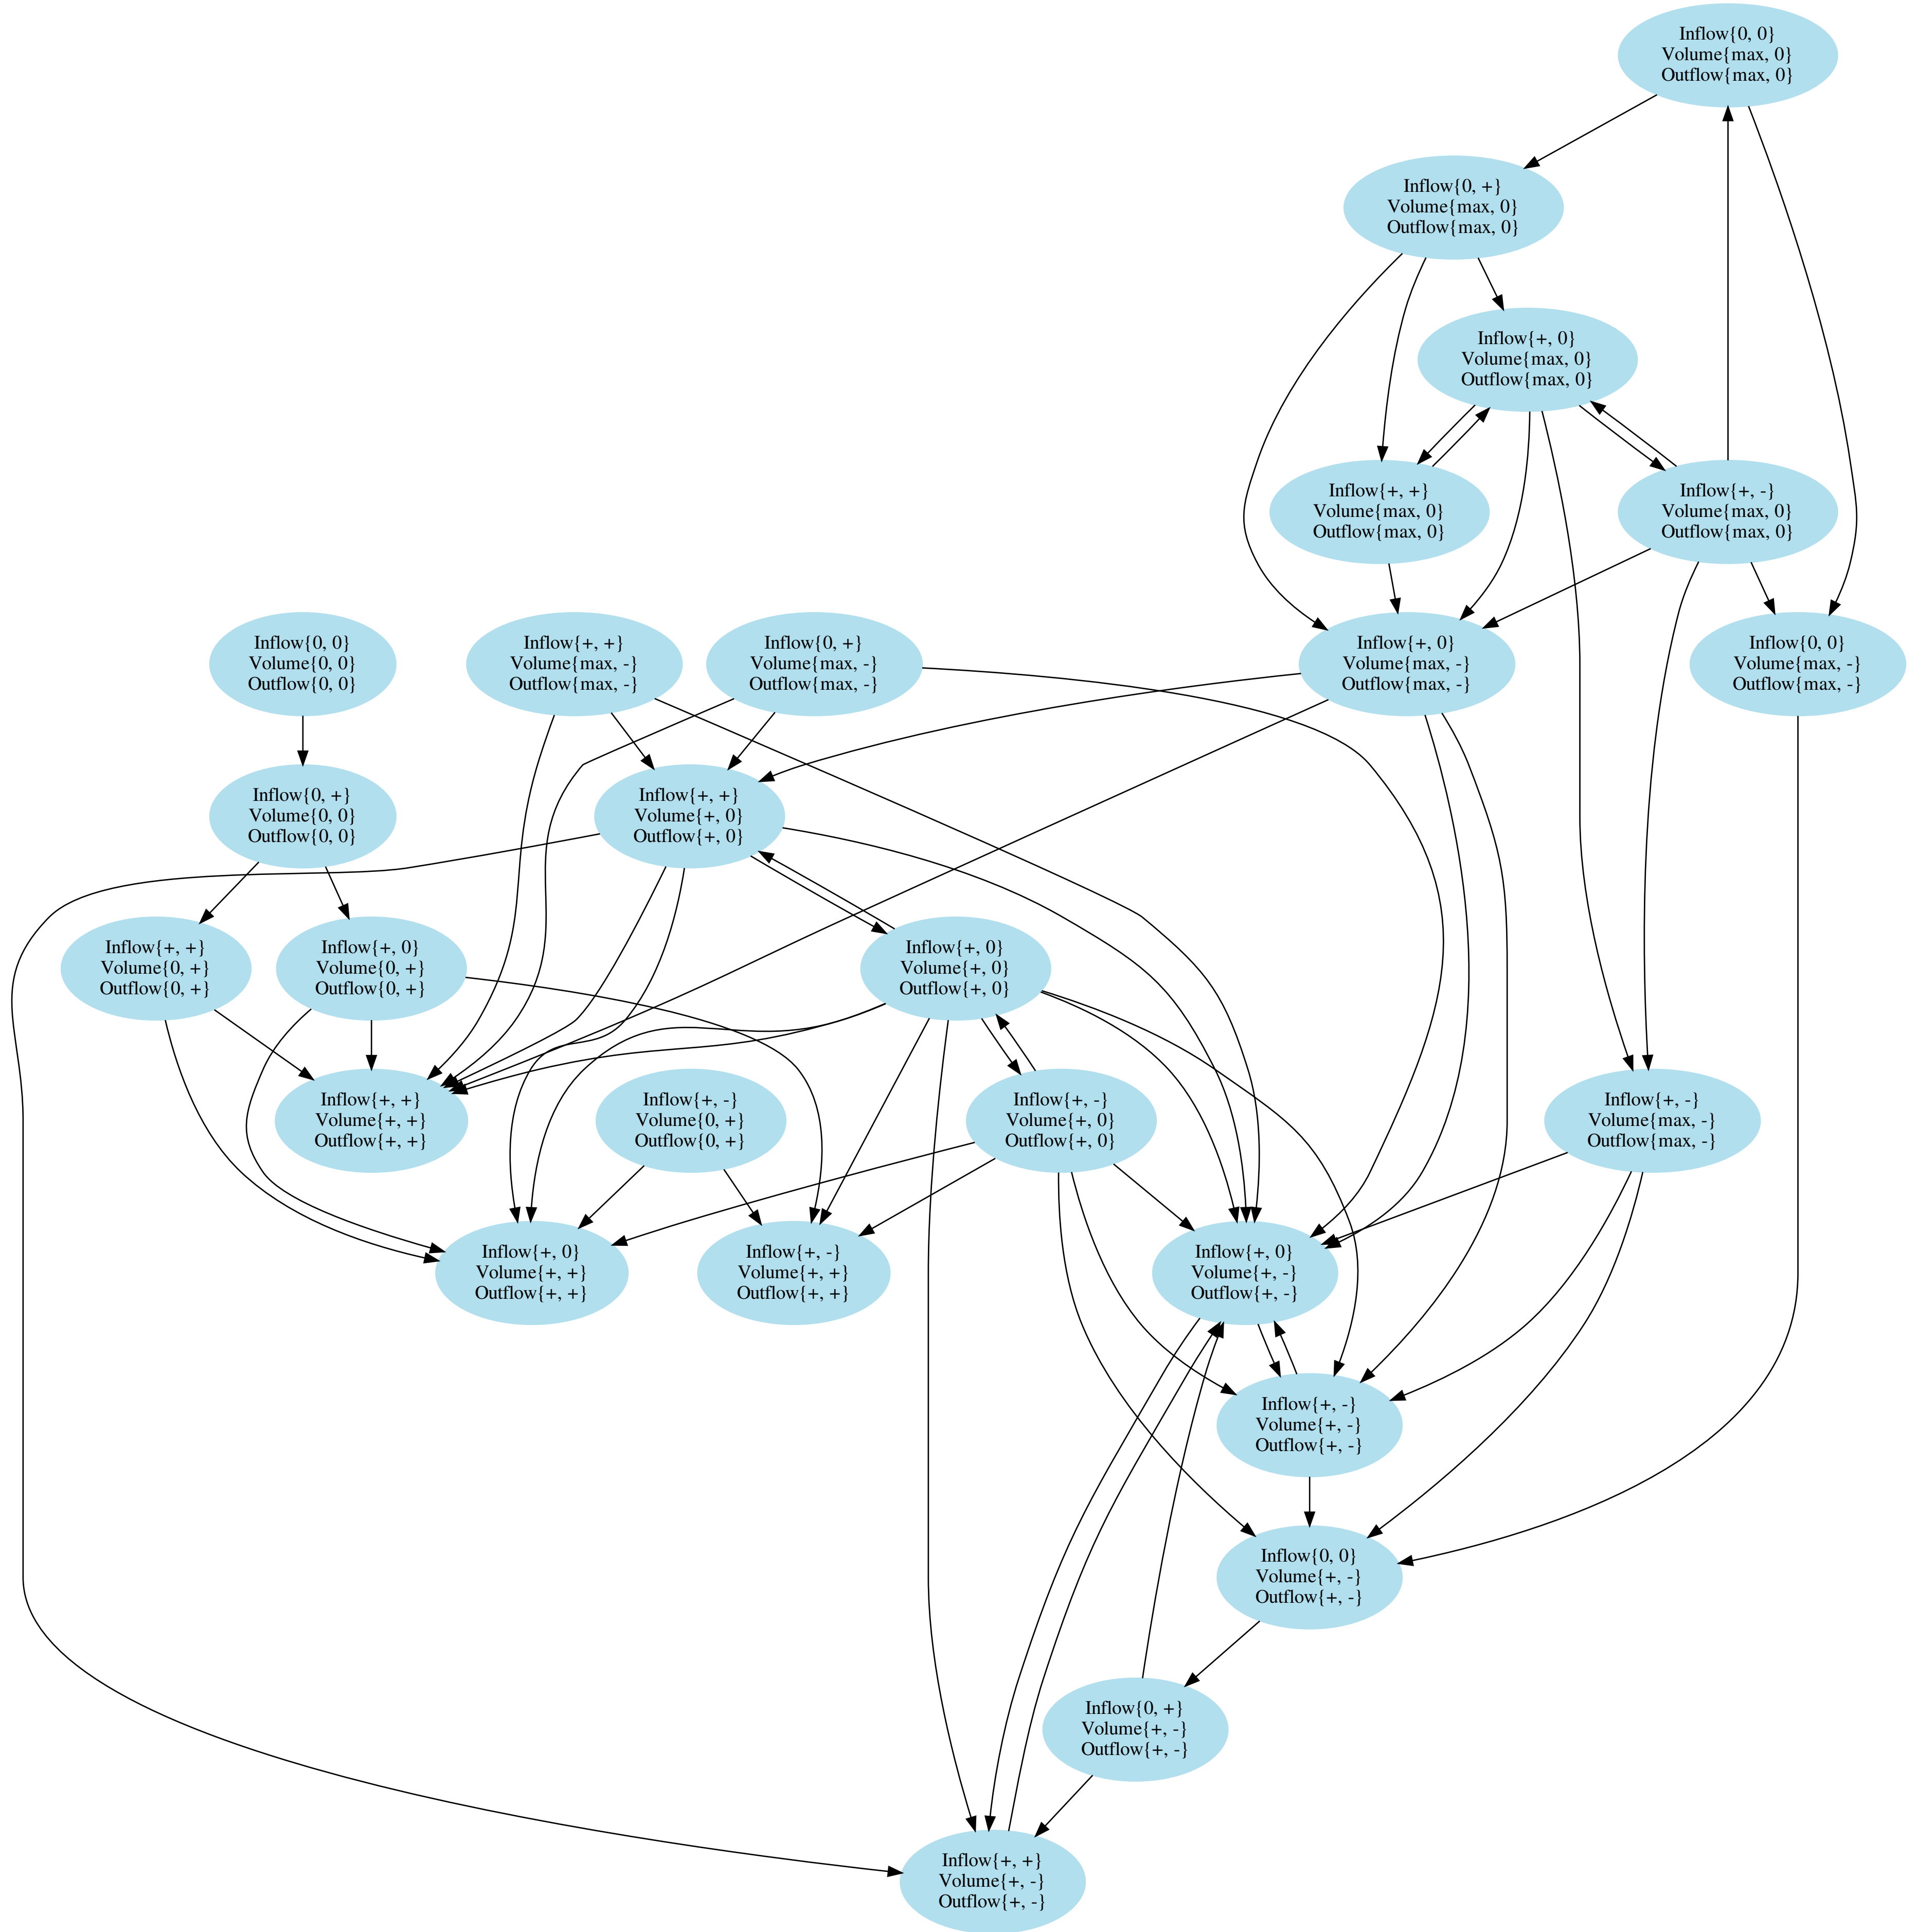 Inflow{0, 0}
Volume{max, 0}
Outflow{max, 0}
Inflow{0, +}
Volume{max, 0}
Outflow{max, 0}
Inflow{+, 0}
Volume{max, 0}
Outflow{max, 0}
Inflow{+, +}
Volume{max, 0}
Outflow{max, 0}
Inflow{+, -}
Volume{max, 0}
Outflow{max, 0}
Inflow{0, 0}
Volume{0, 0}
Outflow{0, 0}
Inflow{+, +}
Volume{max, -}
Outflow{max, -}
Inflow{0, +}
Volume{max, -}
Outflow{max, -}
Inflow{+, 0}
Volume{max, -}
Outflow{max, -}
Inflow{0, 0}
Volume{max, -}
Outflow{max, -}
Inflow{0, +}
Volume{0, 0}
Outflow{0, 0}
Inflow{+, +}
Volume{+, 0}
Outflow{+, 0}
Inflow{+, +}
Volume{0, +}
Outflow{0, +}
Inflow{+, 0}
Volume{0, +}
Outflow{0, +}
Inflow{+, 0}
Volume{+, 0}
Outflow{+, 0}
Inflow{+, +}
Volume{+, +}
Outflow{+, +}
Inflow{+, -}
Volume{0, +}
Outflow{0, +}
Inflow{+, -}
Volume{+, 0}
Outflow{+, 0}
Inflow{+, -}
Volume{max, -}
Outflow{max, -}
Inflow{+, 0}
Volume{+, +}
Outflow{+, +}
Inflow{+, -}
Volume{+, +}
Outflow{+, +}
Inflow{+, 0}
Volume{+, -}
Outflow{+, -}
Inflow{+, -}
Volume{+, -}
Outflow{+, -}
Inflow{0, 0}
Volume{+, -}
Outflow{+, -}
Inflow{0, +}
Volume{+, -}
Outflow{+, -}
Inflow{+, +}
Volume{+, -}
Outflow{+, -}